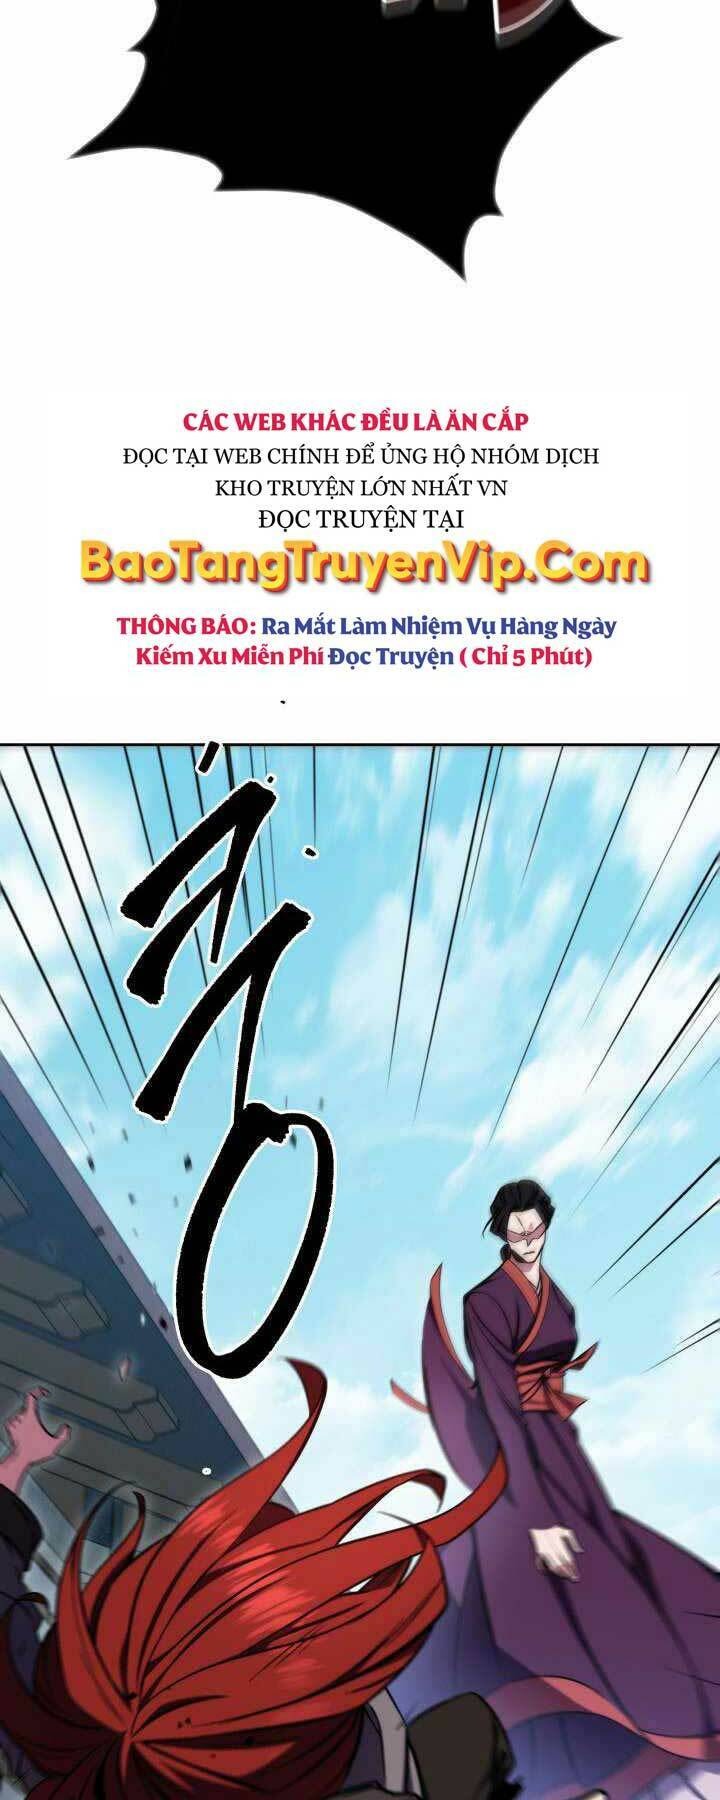 CÁC WEB KHÁC ĐỀU LÀ ĂN CẮP
ĐỌC TẠI WEB CHÍNH ĐỂ ỦNG HỘ NHÓM DỊCH
KHO TRUYỆN LỚN NHẤT VN
ĐỌC TRUYỆN TẠI
BaoTangTruyenVip.Com
THÔNG BÁO: Ra Mắt Làm Nhiệm Vụ Hàng Ngày
Kiếm Xu Miễn Phí Đọc Truyện ( Chỉ 5 Phút)